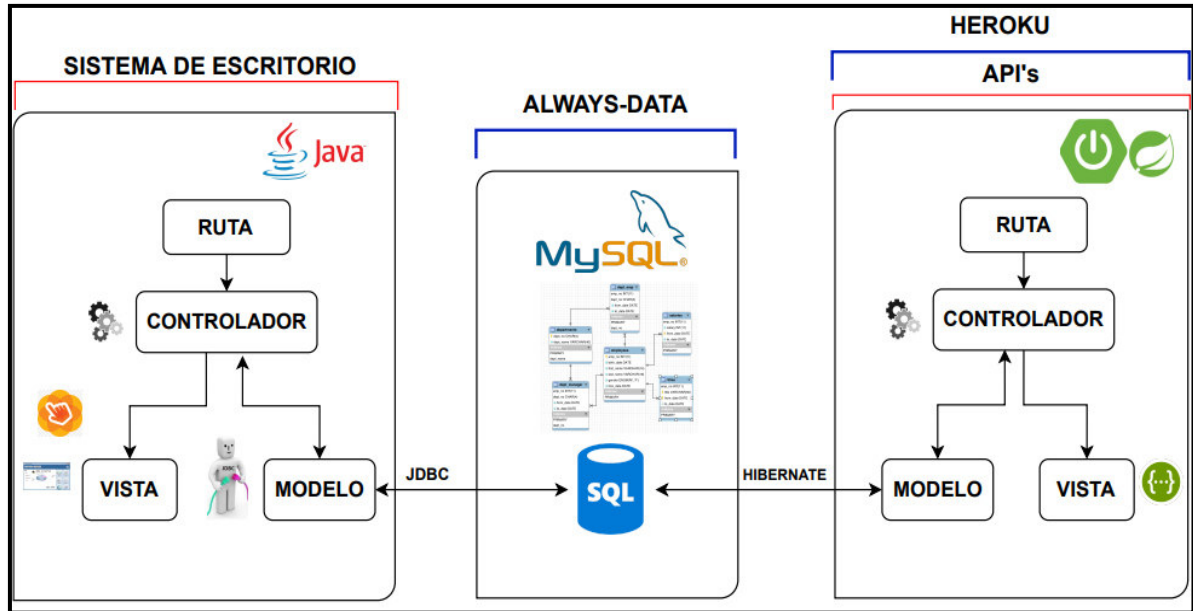 HEROKU
SISTEMA DE ESCRITORIO
API's
ALWAYS-DATA
Java
RUTA
CONTROLADOR
VISTA
JDBC
MODELO
JDBC
MySQL®
SQL
HIBERNATE
RUTA
CONTROLADOR
MODELO
VISTA
{···}